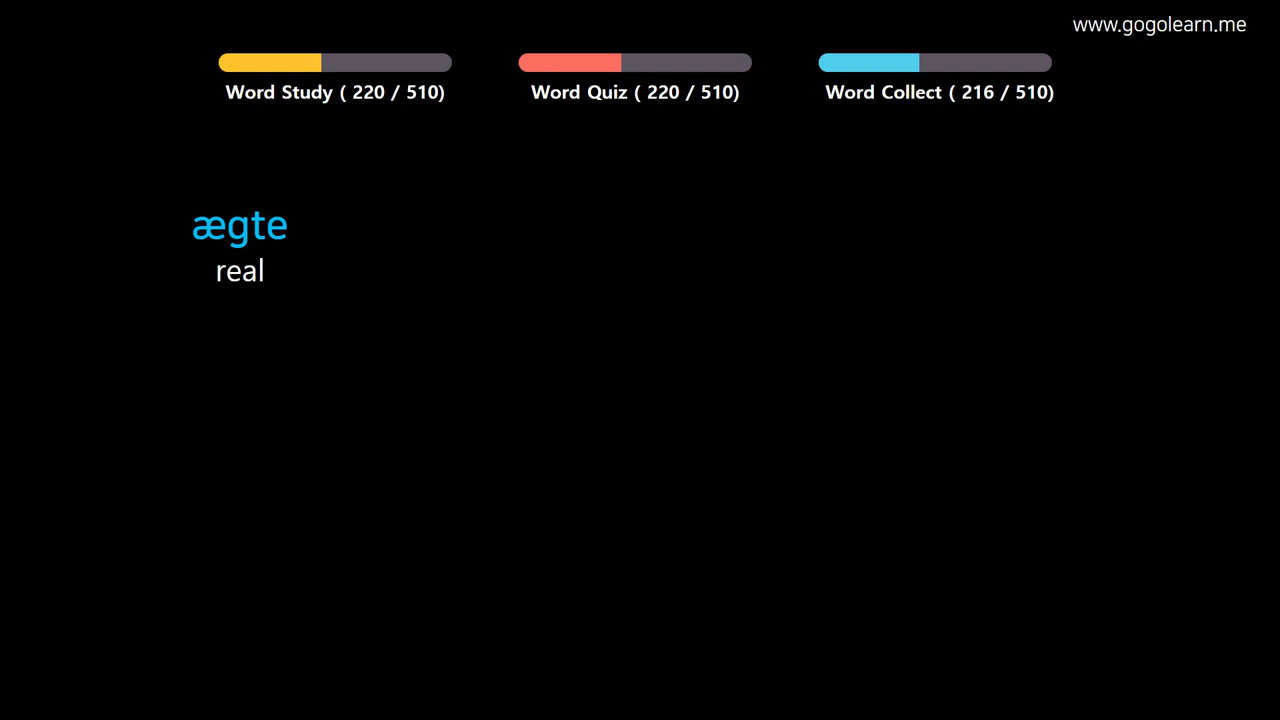 www.gogolearn.me
Word Study ( 220 / 510)
Word Quiz ( 220 / 510)
Word Collect ( 216 / 510)
ægte
real